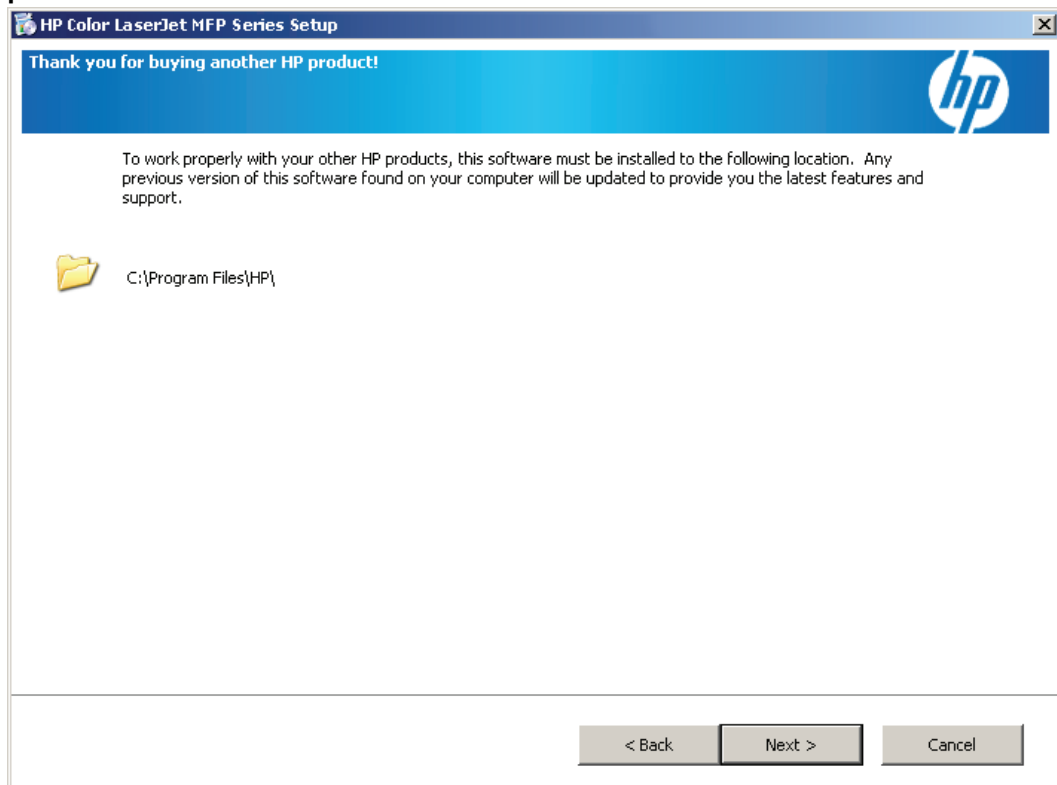 HP Color LaserJet MFP Series Setup
Thank you for buying another HP product!
hp
To work properly with your other HP products, this software must be installed to the following location.  Any
previous version of this software found on your computer will be updated to provide you the latest features and
support.
C:\Program Files\HP\
< Back
Next >
Cancel